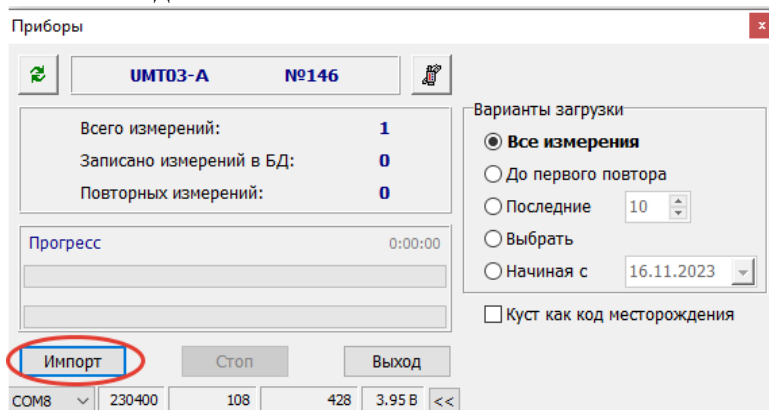 Приборы
x
UMT03-A №146
Всего измерений: 1
Записано измерений в БД: 0
Повторных измерений: 0
Прогресс 0:00:00
Импорт Стоп Выход
COM8 230400 108 428 3.95 В <<
Варианты загрузки
Все измерения
До первого повтора
Последние 10
Выбрать
Начиная с 16.11.2023
Куст как код месторождения